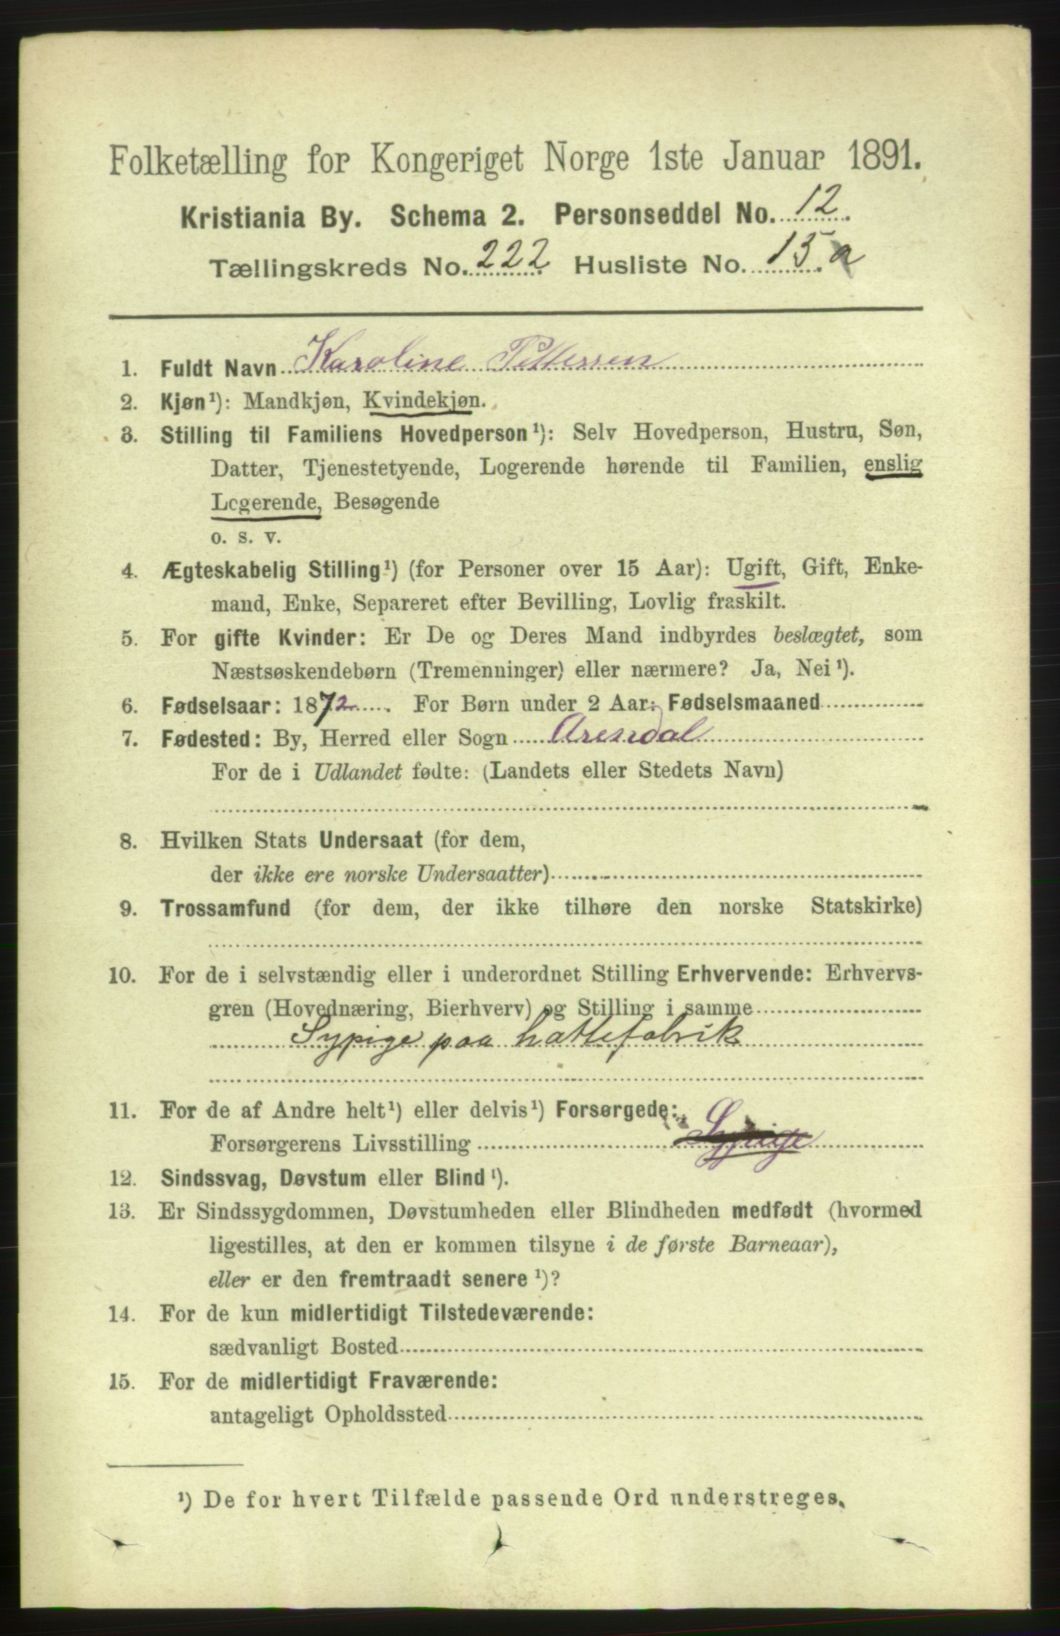 Folketælling for Kongeriget Norge 1ste Januar 1891.
Kristiania By. Schema 2. Personseddel No. 12.
Tællingskreds No. 222. Husliste No. 15.a
1. Fuldt Navn Karoline Pettersen
2. Kjøn¹): Mandkjøn, Kvindekjøn.
3. Stilling til Familiens Hovedperson¹): Selv Hovedperson, Hustru, Søn,
Datter, Tjenestetyende, Logerende hørende til Familien, enslig
Logerende, Besøgende
o. s. v.
4. Ægteskabelig Stilling¹) (for Personer over 15 Aar): Ugift, Gift, Enke-
mand, Enke, Separeret efter Bevilling, Lovlig fraskilt.
5. For gifte Kvinder: Er De og Deres Mand indbyrdes beslægtet, som
Næstsøskendebørn (Tremenninger) eller nærmere? Ja, Nei¹).
6. Fødselsaar: 1872. For Børn under 2 Aar: Fødselsmaaned
7. Fødested: By, Herred eller Sogn Arendal
For de i Udlandet fødte: (Landets eller Stedets Navn)
8. Hvilken Stats Undersaat (for dem,
der ikke ere norske Undersaatter)
9. Trossamfund (for dem, der ikke tilhøre den norske Statskirke)
10. For de i selvstændig eller i underordnet Stilling Erhvervende: Erhvervs-
gren (Hovednæring, Bierhverv) og Stilling i samme
Sypige paa hattefabrik
11. For de af Andre helt¹) eller delvis¹) Forsørgede:
Forsørgerens Livsstilling Sypige
12. Sindssvag, Døvstum eller Blind¹).
13. Er Sindssygdommen, Døvstumheden eller Blindheden medfødt (hvormed
ligestilles, at den er kommen tilsyne i de første Barneaar),
eller er den fremtraadt senere¹)?
14. For de kun midlertidigt Tilstedeværende:
sædvanligt Bosted
15. For de midlertidigt Fraværende:
antageligt Opholdssted
¹) De for hvert Tilfælde passende Ord understreges.